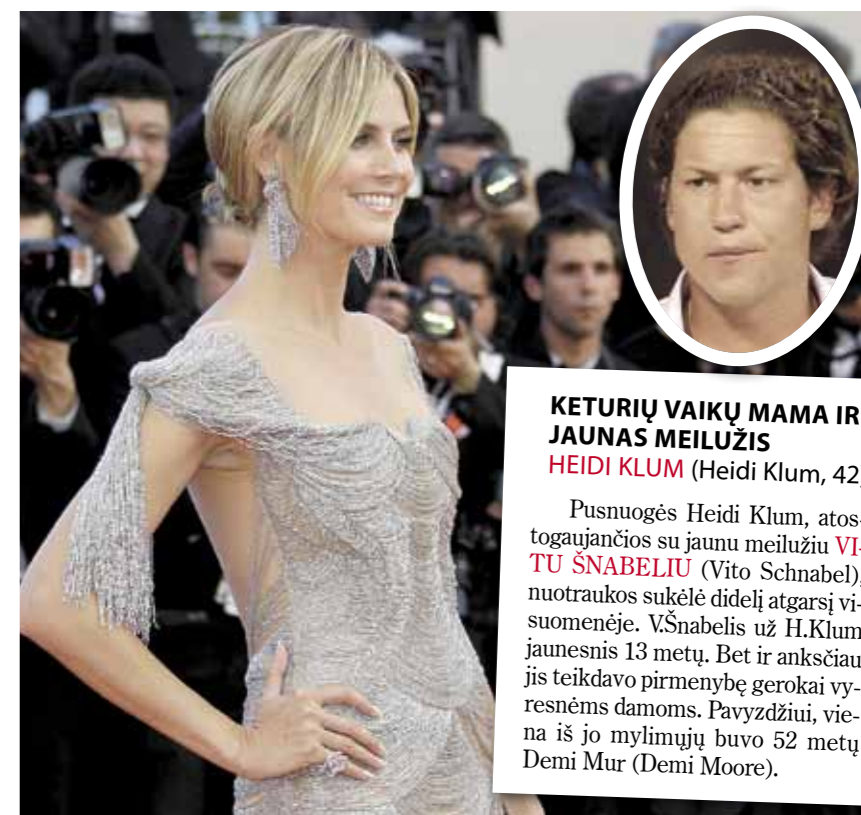 KETURIŲ VAIKŲ MAMA IR
JAUNAS MEILUŽIS
HEIDI KLUM (Heidi Klum, 42,
Pusnuogės Heidi Klum, atos-
togaujančios su jaunu meilužiu VI-
TU ŠNABELIU (Vito Schnabel),
nuotraukos sukėlė didelį atgarsį vi-
suomenėje. V.Šnabelis už H.Klum
jaunesnis 13 metų. Bet ir anksčiau
jis teikdavo pirmenybę gerokai vy-
resnėms damoms. Pavyzdžiui, vie-
na iš jo mylimųjų buvo 52 metų
Demi Mur (Demi Moore).